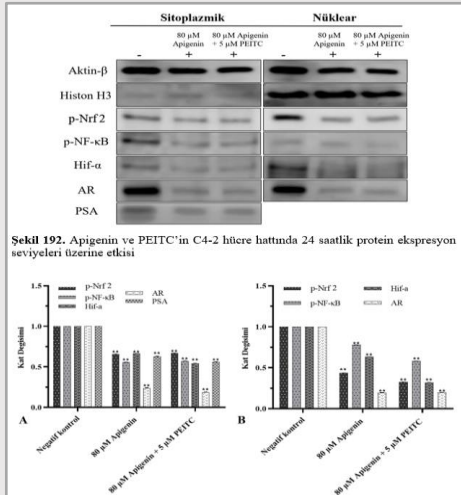 Sitoplazmik Nüklear
80 µM Apigenin 80 µM Apigenin + 5 µM PEITC 80 µM Apigenin 80 µM Apigenin + 5 µM PEITC
- + + - + +
Aktin-β
Histon H3
p-Nrf 2
p-NF-κB
Hif-α
AR
PSA
Şekil 192. Apigenin ve PEITC'in C4-2 hücre hattında 24 saatlik protein ekspresyon
seviyeleri üzerine etkisi
p-Nrf 2 AR
p-NF-κB PSA
Hif-a
1.5
1.0
0.5
0.0
Kat Degisimi
** ** ** ** ** ** ** ** ** **
Negatif kontrol
80 µM Apigenin
80 µM Apigenin + 5 µM PEITC
A
p-Nrf 2 Hif-a
p-NF-κB AR
1.5
1.0
0.5
0.0
Kat Degisimi
** ** ** ** ** ** ** **
Negatif kontrol
80 µM Apigenin
80 µM Apigenin + 5 µM PEITC
B